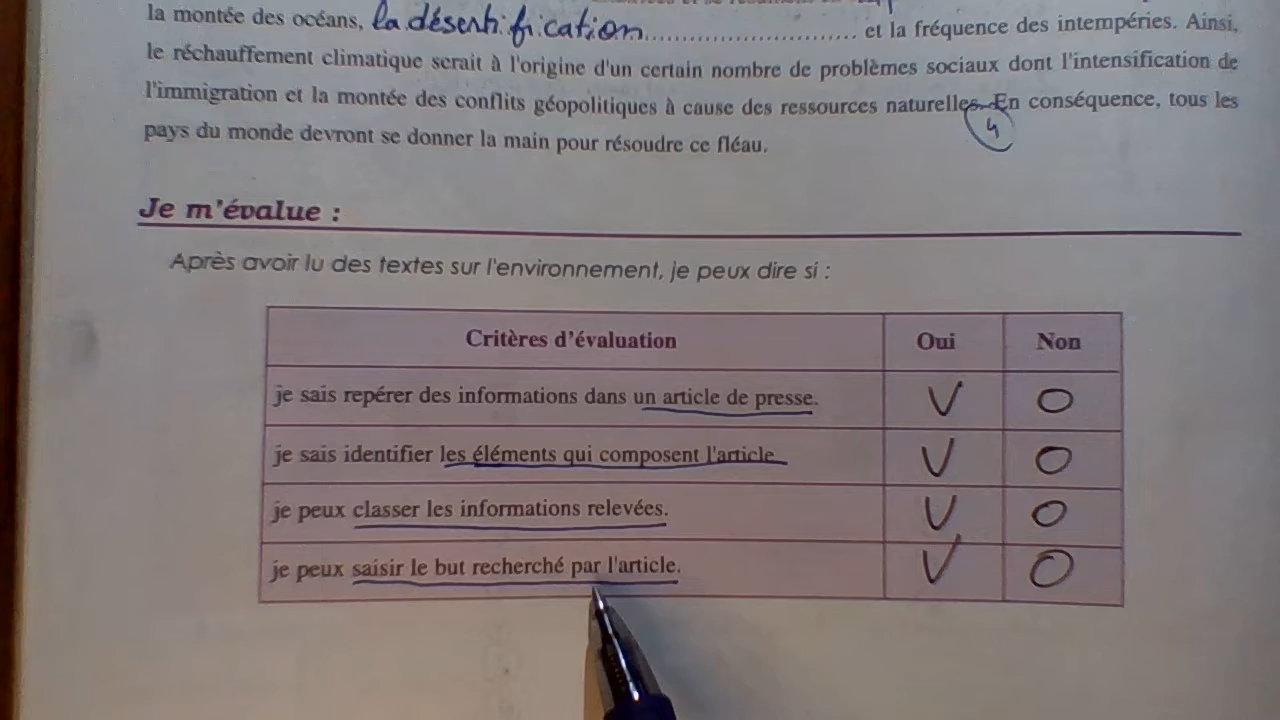 la montée des océans, la désertification........................... et la fréquence des intempéries. Ainsi,
le réchauffement climatique serait à l'origine d'un certain nombre de problèmes sociaux dont l'intensification de
l'immigration et la montée des conflits géopolitiques à cause des ressources naturelles. En conséquence, tous les
4
pays du monde devront se donner la main pour résoudre ce fléau.
Je m'évalue :
Après avoir lu des textes sur l'environnement, je peux dire si :
Critères d'évaluation Oui Non
je sais repérer des informations dans un article de presse. V O
je sais identifier les éléments qui composent l'article. V O
je peux classer les informations relevées. V O
je peux saisir le but recherché par l'article. V O